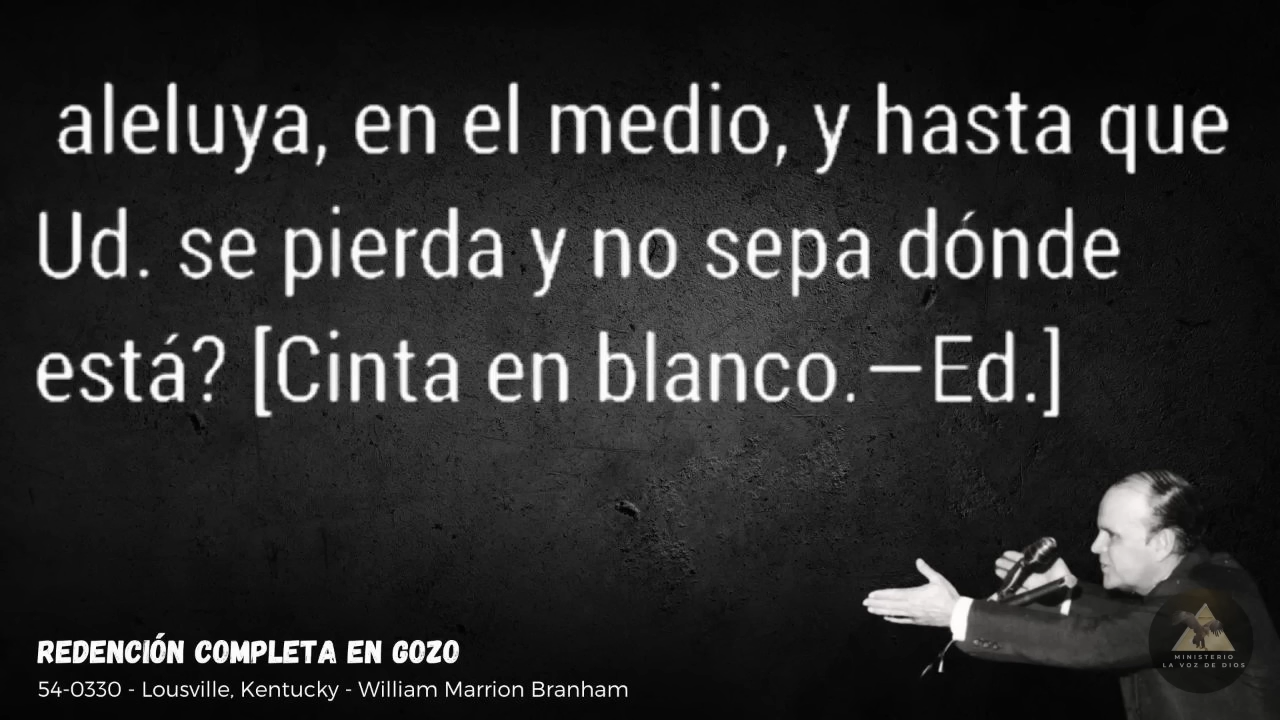 aleluya, en el medio, y hasta que
Ud. se pierda y no sepa dónde
está? [Cinta en blanco.—Ed.]
REDENCIÓN COMPLETA EN GOZO
54-0330 - Lousville, Kentucky - William Marrion Branham
MINISTERIO
LA VOZ DE DIOS